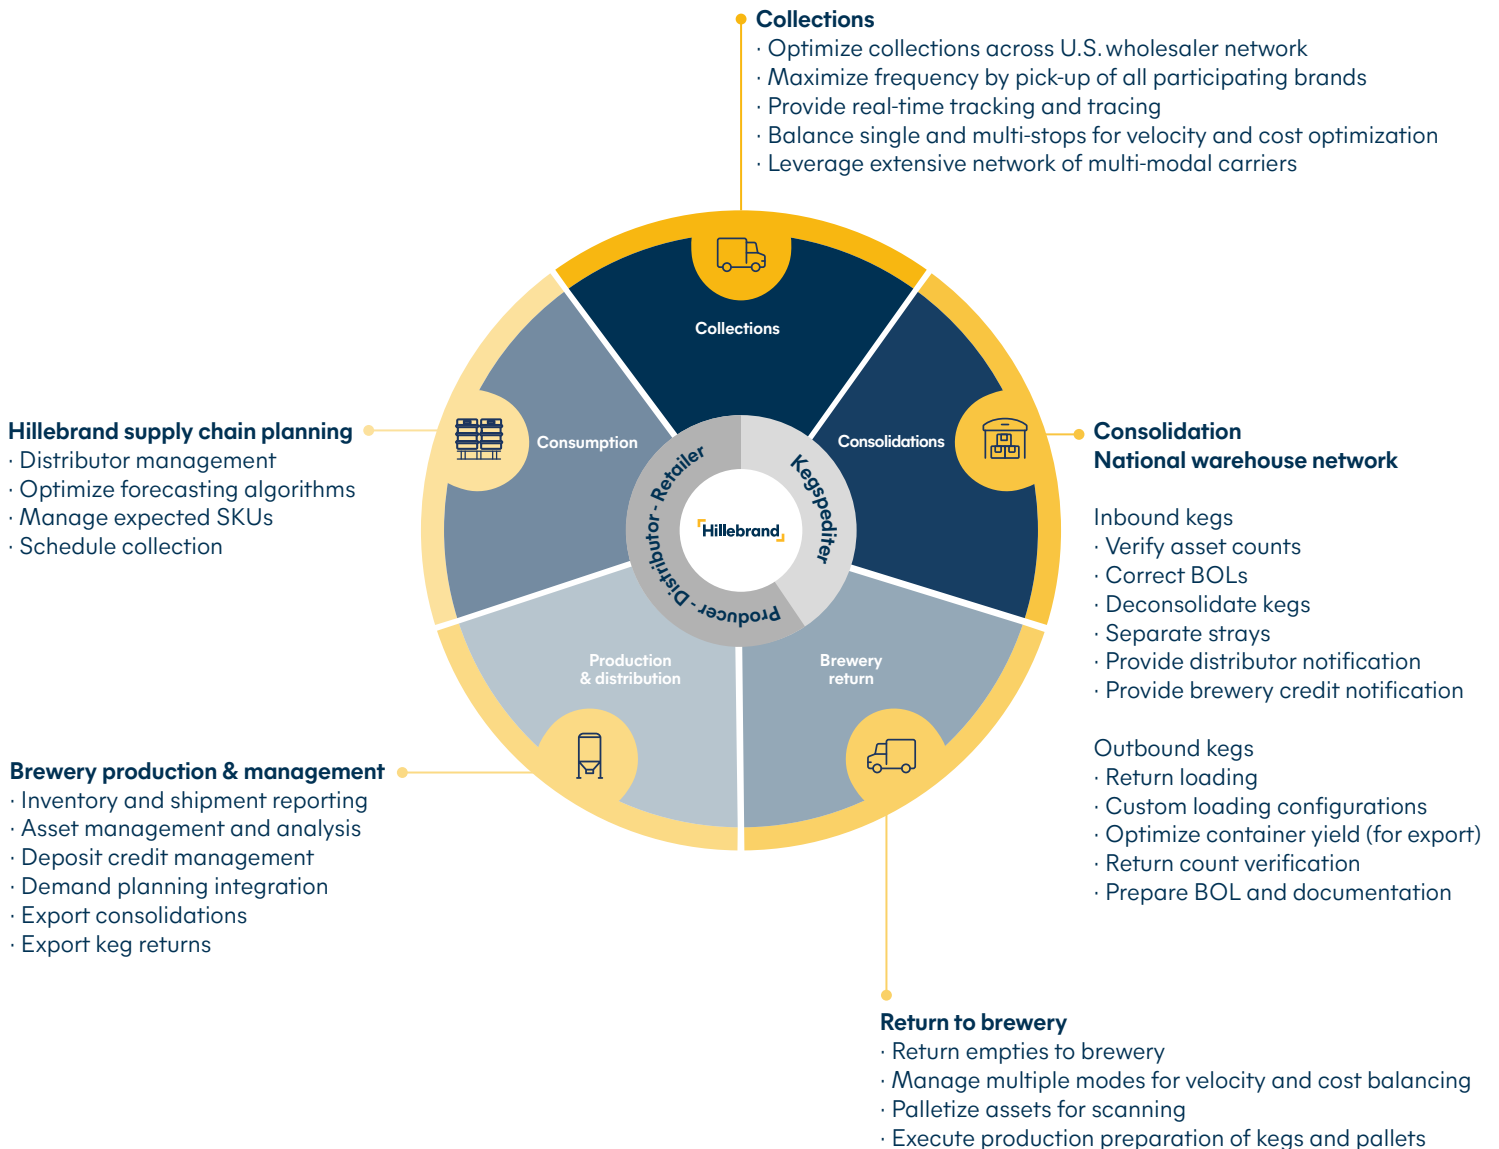 Collections
· Optimize collections across U.S. wholesaler network
· Maximize frequency by pick-up of all participating brands
· Provide real-time tracking and tracing
· Balance single and multi-stops for velocity and cost optimization
· Leverage extensive network of multi-modal carriers
Collections
Hillebrand supply chain planning
· Distributor management
· Optimize forecasting algorithms
· Manage expected SKUs
· Schedule collection
Consumption
Consolidations
Consolidation
National warehouse network
Inbound kegs
· Verify asset counts
· Correct BOLs
· Deconsolidate kegs
· Separate strays
· Provide distributor notification
· Provide brewery credit notification
Outbound kegs
· Return loading
· Custom loading configurations
· Optimize container yield (for export)
· Return count verification
· Prepare BOL and documentation
Kegspediter
Producer - Distributor - Retailer
Hillebrand
Production
& distribution
Brewery
return
Brewery production & management
· Inventory and shipment reporting
· Asset management and analysis
· Deposit credit management
· Demand planning integration
· Export consolidations
· Export keg returns
Return to brewery
· Return empties to brewery
· Manage multiple modes for velocity and cost balancing
· Palletize assets for scanning
· Execute production preparation of kegs and pallets